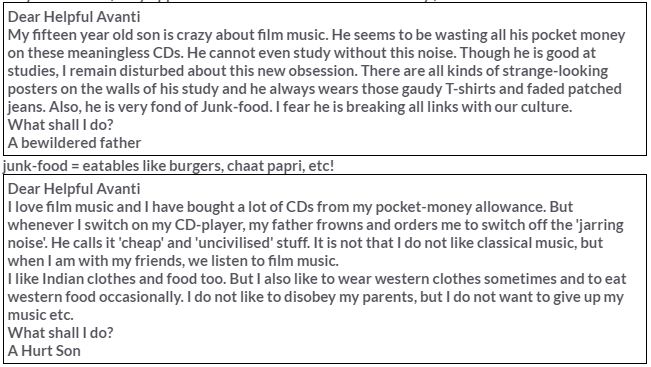 Dear Helpful Avanti
My fifteen year old son is crazy about film music. He seems to be wasting all his pocket money
on these meaningless CDs. He cannot even study without this noise. Though he is good at
studies, I remain disturbed about this new obsession. There are all kinds of strange-looking
posters on the walls of his study and he always wears those gaudy T-shirts and faded patched
jeans. Also, he is very fond of Junk-food. I fear he is breaking all links with our culture.
What shall I do?
A bewildered father
junk-food = eatables like burgers, chaat papri, etc!
Dear Helpful Avanti
I love film music and I have bought a lot of CDs from my pocket-money allowance. But
whenever I switch on my CD-player, my father frowns and orders me to switch off the 'jarring
noise'. He calls it 'cheap' and 'uncivilised' stuff. It is not that I do not like classical music, but
when I am with my friends, we listen to film music.
I like Indian clothes and food too. But I also like to wear western clothes sometimes and to eat
western food occasionally. I do not like to disobey my parents, but I do not want to give up my
music etc.
What shall I do?
A Hurt Son